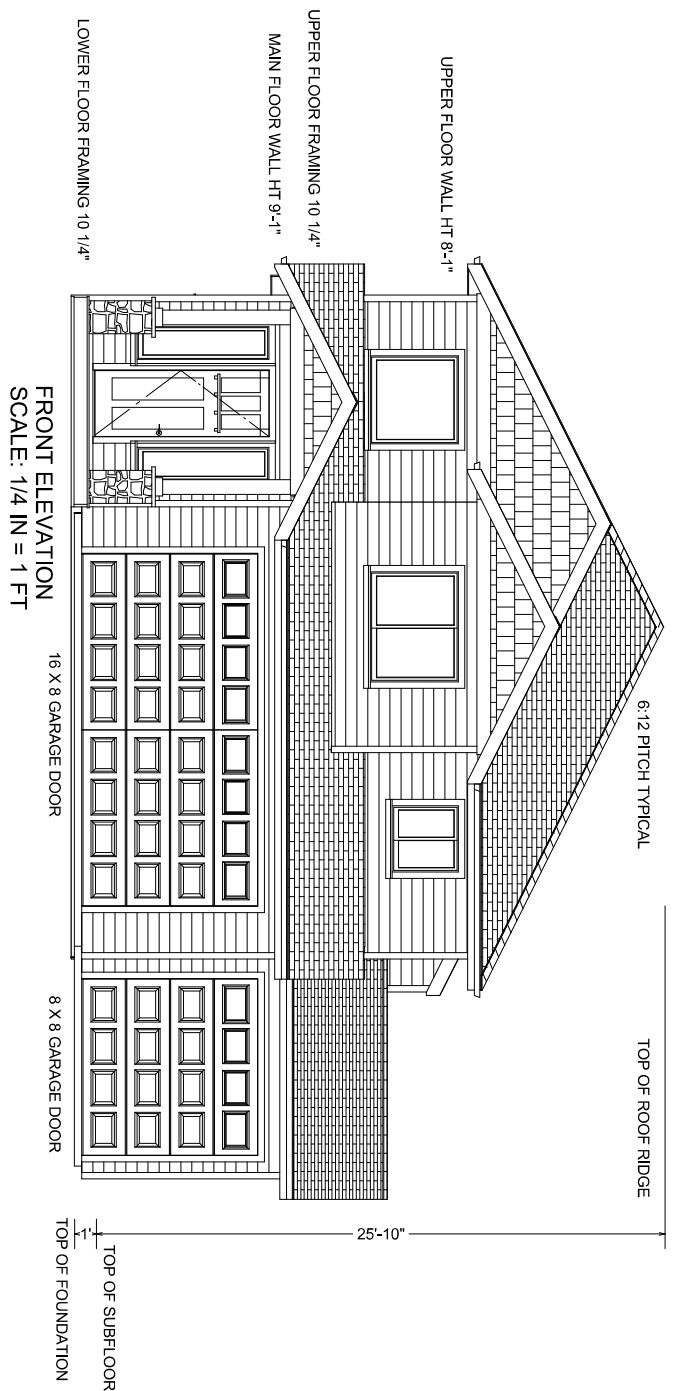 6:12 PITCH TYPICAL
TOP OF ROOF RIDGE
UPPER FLOOR WALL HT 8'-1"
UPPER FLOOR FRAMING 10 1/4"
MAIN FLOOR WALL HT 9'-1"
LOWER FLOOR FRAMING 10 1/4"
25'-10"
1'
TOP OF SUBFLOOR
TOP OF FOUNDATION
16 X 8 GARAGE DOOR
8 X 8 GARAGE DOOR
FRONT ELEVATION
SCALE: 1/4 IN = 1 FT